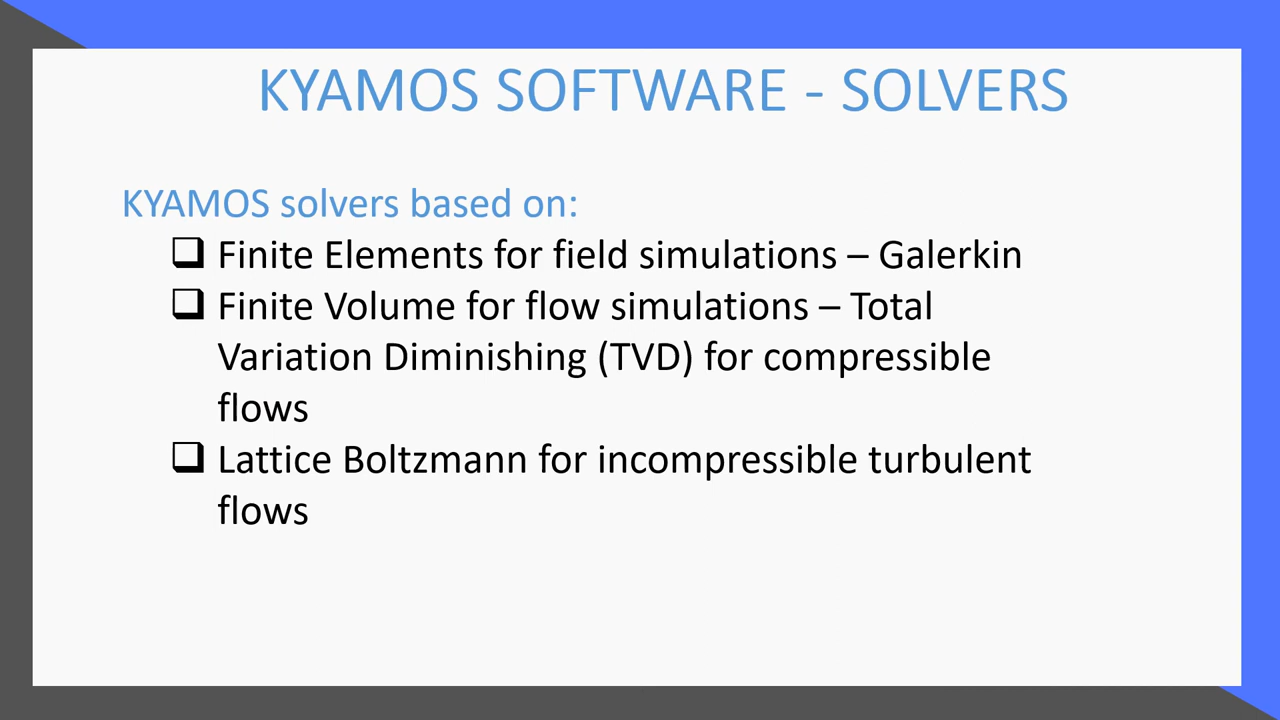 KYAMOS SOFTWARE - SOLVERS
KYAMOS solvers based on:
❑ Finite Elements for field simulations – Galerkin
❑ Finite Volume for flow simulations – Total
Variation Diminishing (TVD) for compressible
flows
❑ Lattice Boltzmann for incompressible turbulent
flows